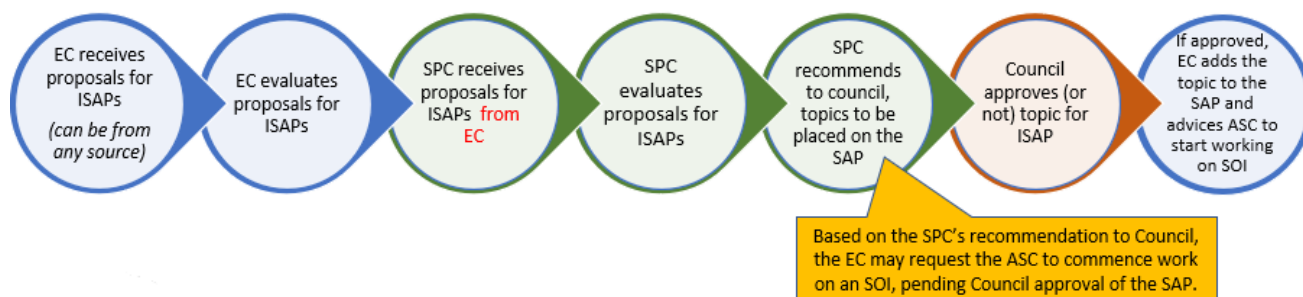 EC receives
proposals for
ISAPs
(can be from
any source)
EC evaluates
proposals for
ISAPs
SPC receives
proposals for
ISAPs from
EC
SPC
evaluates
proposals for
ISAPs
SPC
recommends
to council,
topics to be
placed on the
SAP
Council
approves (or
not) topic for
ISAP
If approved,
EC adds the
topic to the
SAP and
advices ASC to
start working
on SOI
Based on the SPC's recommendation to Council,
the EC may request the ASC to commence work
on an SOI, pending Council approval of the SAP.